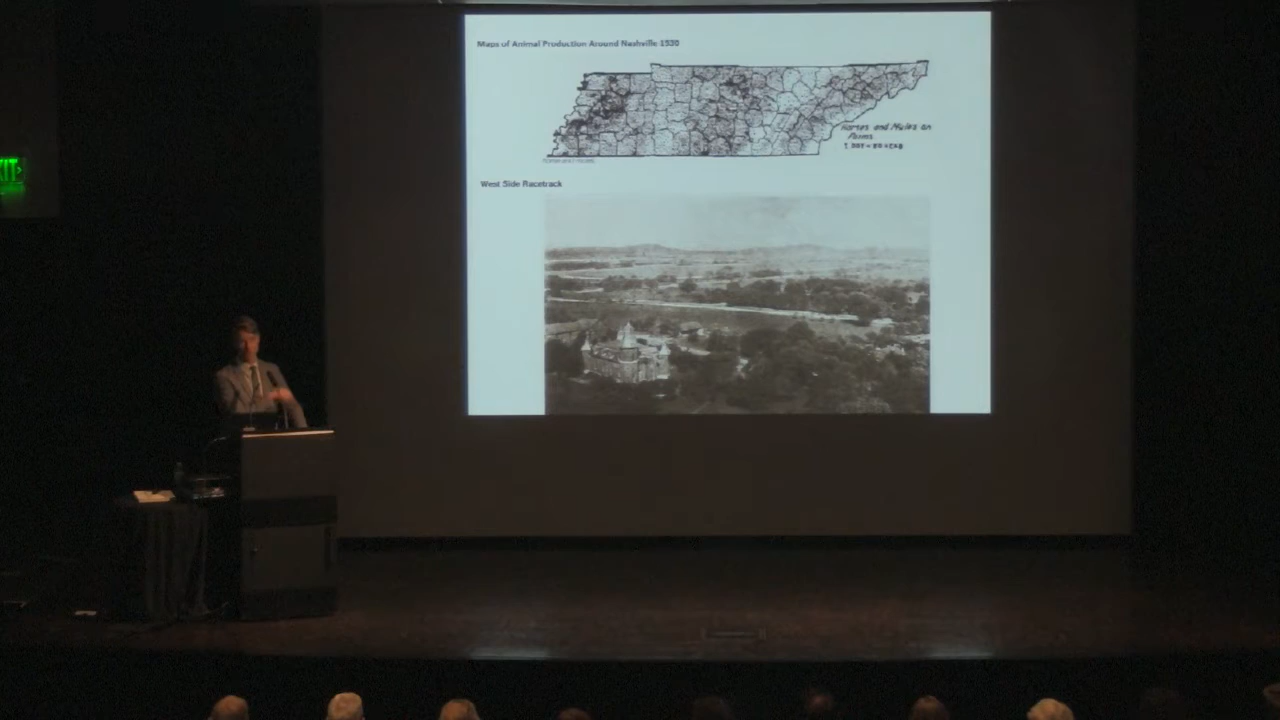 EXIT
Maps of Animal Production Around Nashville 1930
Horses and Mules on
Farms
West Side Racetrack